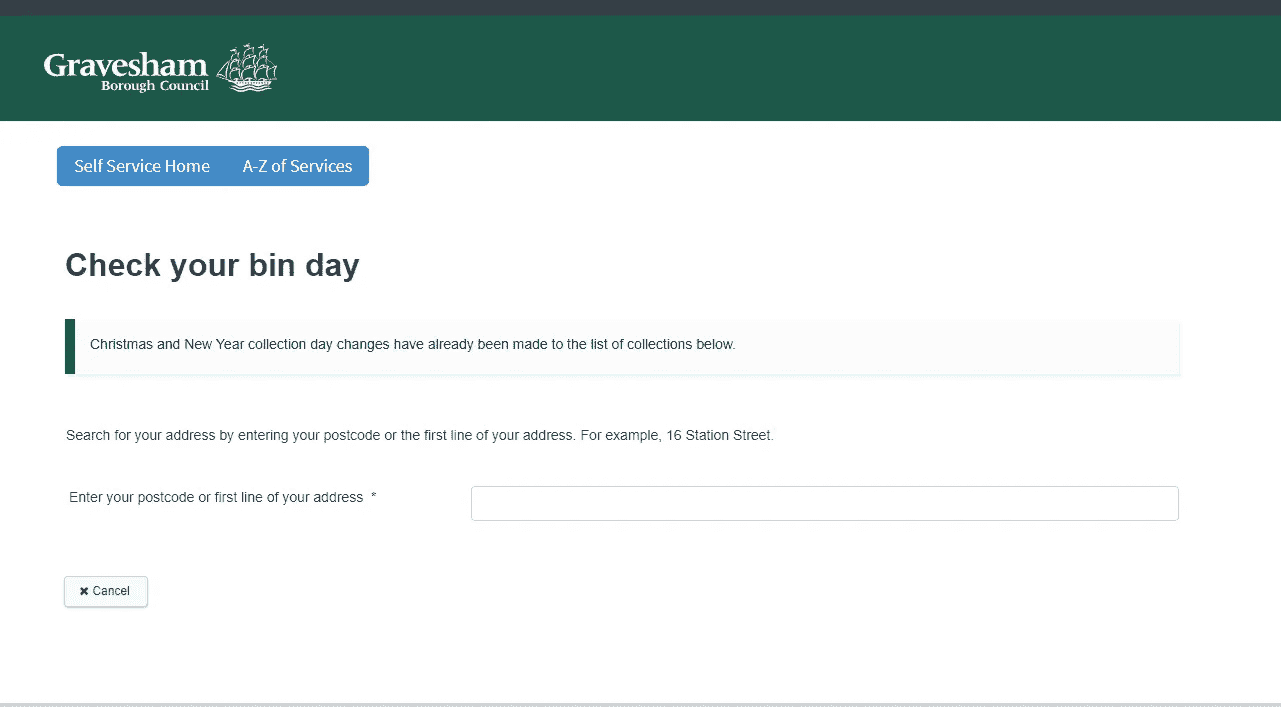 Gravesham
Borough Council
Self Service Home A-Z of Services
Check your bin day
Christmas and New Year collection day changes have already been made to the list of collections below.
Search for your address by entering your postcode or the first line of your address. For example, 16 Station Street.
Enter your postcode or first line of your address *
✖ Cancel